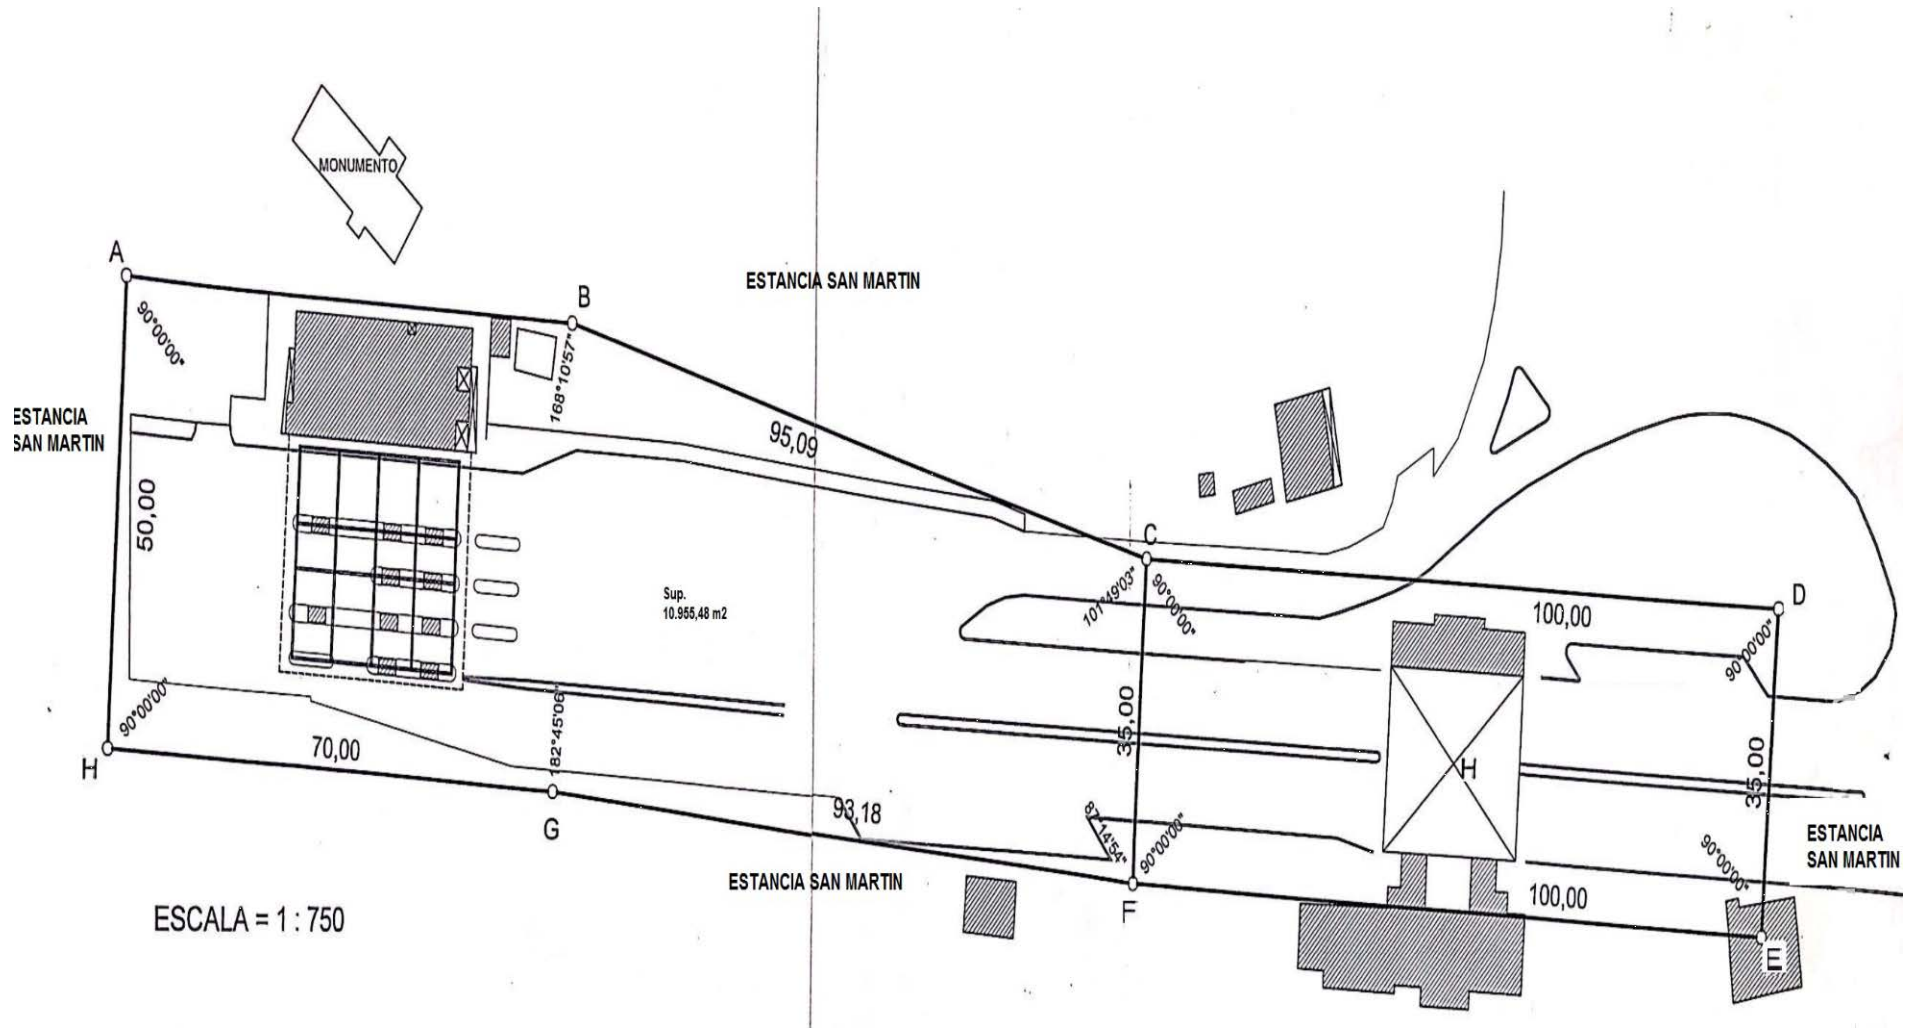 MONUMENTO
A
B
ESTANCIA SAN MARTIN
90°00'00"
168°10'57"
ESTANCIA
SAN MARTIN
95,09
50,00
C
D
Sup.
10.955,48 m2
101°49'03"
90°00'00"
100,00
90°00'00"
35,00
H
35,00
90°00'00"
182°45'06"
H
70,00
G
93,18
87°14'54"
90°00'00"
90°00'00"
ESTANCIA
SAN MARTIN
ESTANCIA SAN MARTIN
F
100,00
E
ESCALA = 1 : 750